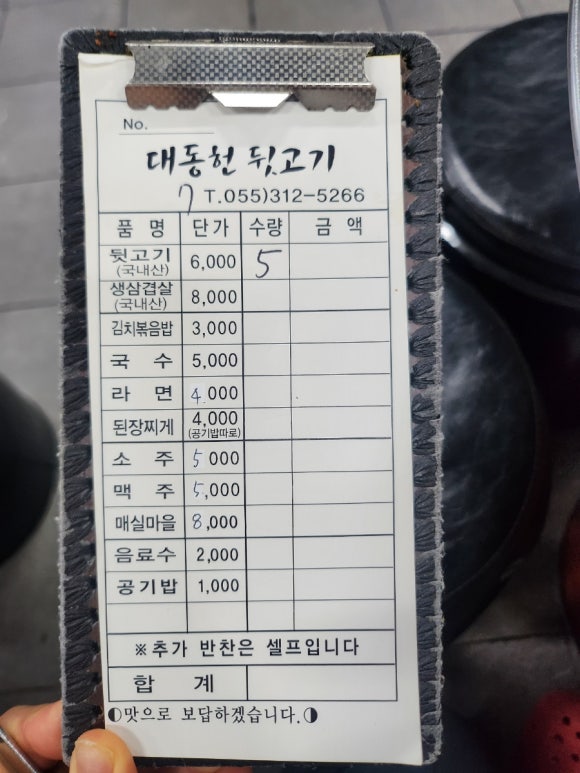 No.
대동헌 뒷고기
7 T.055)312-5266
품 명 단가 수량 금 액
뒷고기 (국내산) 6,000 5
생삼겹살 (국내산) 8,000
김치볶음밥 3,000
국 수 5,000
라 면 4,000
된장찌게 4,000 (공기밥따로)
소 주 5,000
맥 주 5,000
매실마을 8,000
음료수 2,000
공기밥 1,000
※추가 반찬은 셀프입니다
합 계
맛으로 보답하겠습니다.